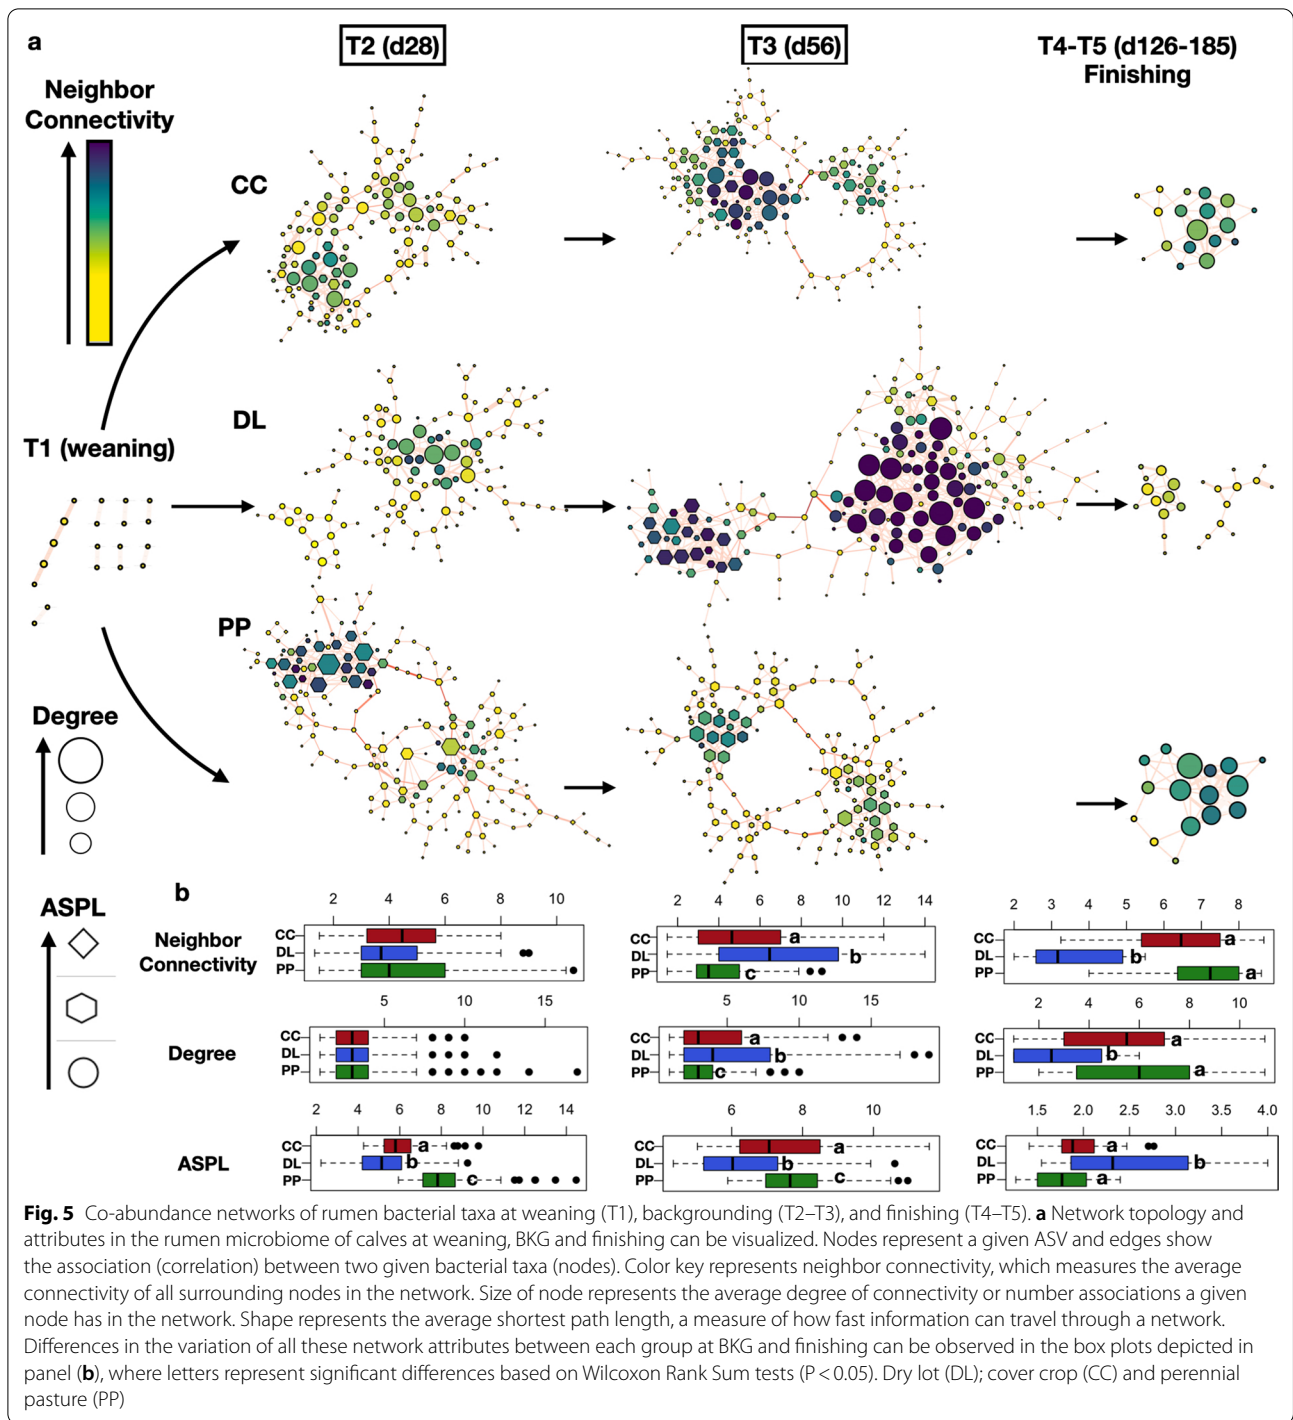 a
T2 (d28)
T3 (d56)
T4-T5 (d126-185)
Finishing
Neighbor
Connectivity
CC
DL
T1 (weaning)
PP
Degree
ASPL
b
2 4 6 8 10
2 4 6 8 10 12 14
2 3 4 5 6 7 8
Neighbor
Connectivity
CC
DL
PP
CC a
DL b
PP c
CC a
DL b
PP a
5 10 15
5 10 15
2 4 6 8 10
Degree
CC
DL
PP
CC a
DL b
PP c
CC a
DL b
PP a
2 4 6 8 10 12 14
6 8 10
1.5 2.0 2.5 3.0 3.5 4.0
ASPL
CC a
DL b
PP c
CC a
DL b
PP c
CC a
DL b
PP a
Fig. 5 Co-abundance networks of rumen bacterial taxa at weaning (T1), backgrounding (T2–T3), and finishing (T4–T5). a Network topology and
attributes in the rumen microbiome of calves at weaning, BKG and finishing can be visualized. Nodes represent a given ASV and edges show
the association (correlation) between two given bacterial taxa (nodes). Color key represents neighbor connectivity, which measures the average
connectivity of all surrounding nodes in the network. Size of node represents the average degree of connectivity or number associations a given
node has in the network. Shape represents the average shortest path length, a measure of how fast information can travel through a network.
Differences in the variation of all these network attributes between each group at BKG and finishing can be observed in the box plots depicted in
panel (b), where letters represent significant differences based on Wilcoxon Rank Sum tests (P < 0.05). Dry lot (DL); cover crop (CC) and perennial
pasture (PP)